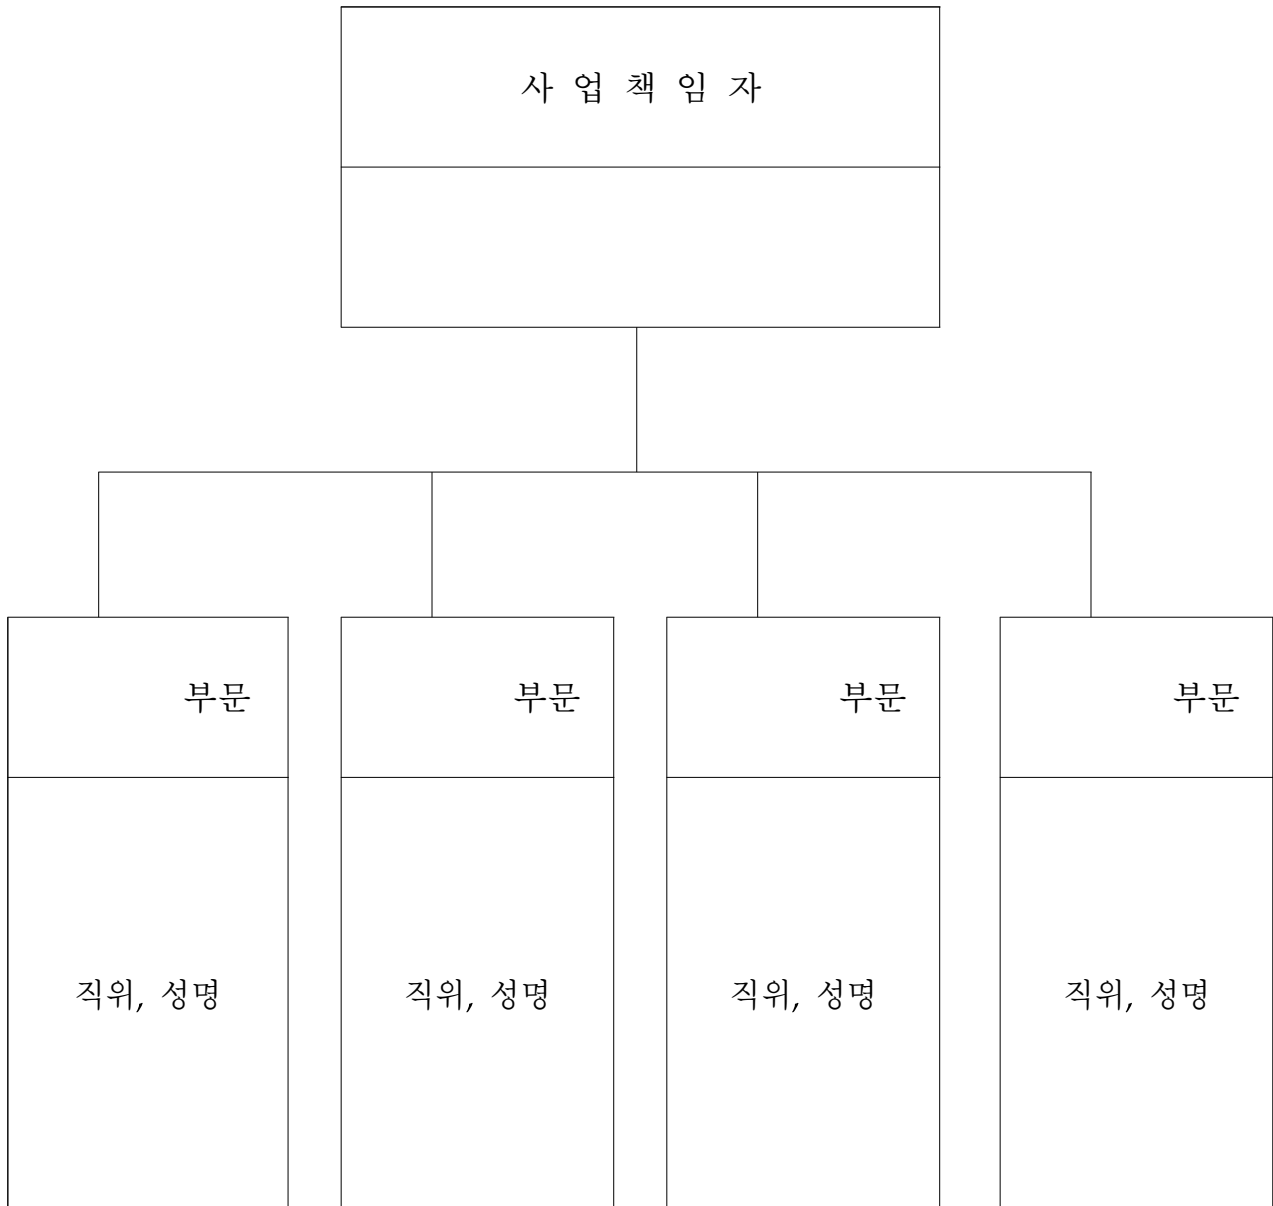 사 업 책 임 자
부문 부문 부문 부문
직위, 성명 직위, 성명 직위, 성명 직위, 성명